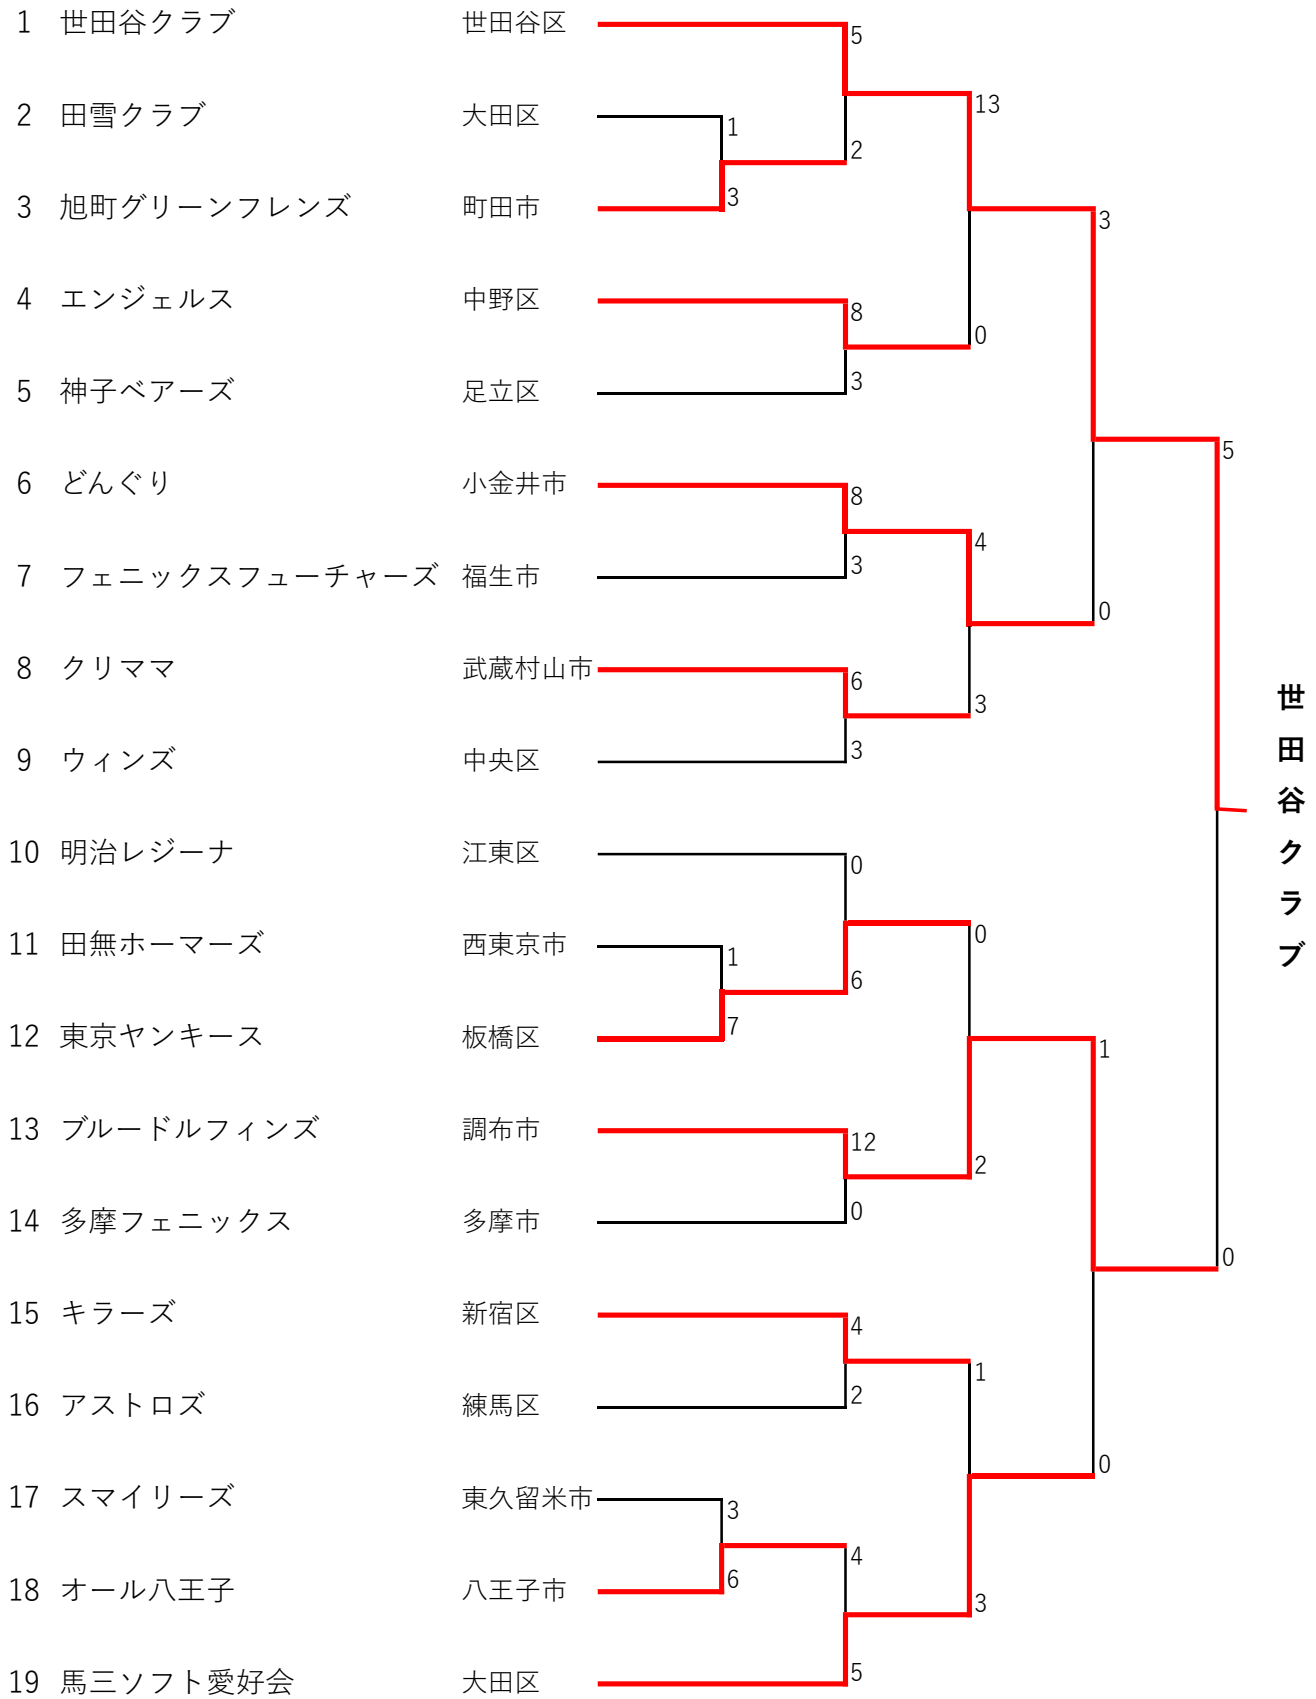 1 世田谷クラブ 世田谷区 5
13
2 田雪クラブ 大田区 1
2
3 旭町グリーンフレンズ 町田市 3
3
4 エンジェルス 中野区 8
0
5 神子ベアーズ 足立区 3
5
6 どんぐり 小金井市 8
4
7 フェニックスフューチャーズ 福生市 3
0
8 クリママ 武蔵村山市 6
3
9 ウィンズ 中央区 3
世田谷クラブ
10 明治レジーナ 江東区 0
0
11 田無ホーマーズ 西東京市 1
6
12 東京ヤンキース 板橋区 7
1
13 ブルードルフィンズ 調布市 12
2
14 多摩フェニックス 多摩市 0
0
15 キラーズ 新宿区 4
1
16 アストロズ 練馬区 2
0
17 スマイリーズ 東久留米市 3
4
18 オール八王子 八王子市 6
3
19 馬三ソフト愛好会 大田区 5